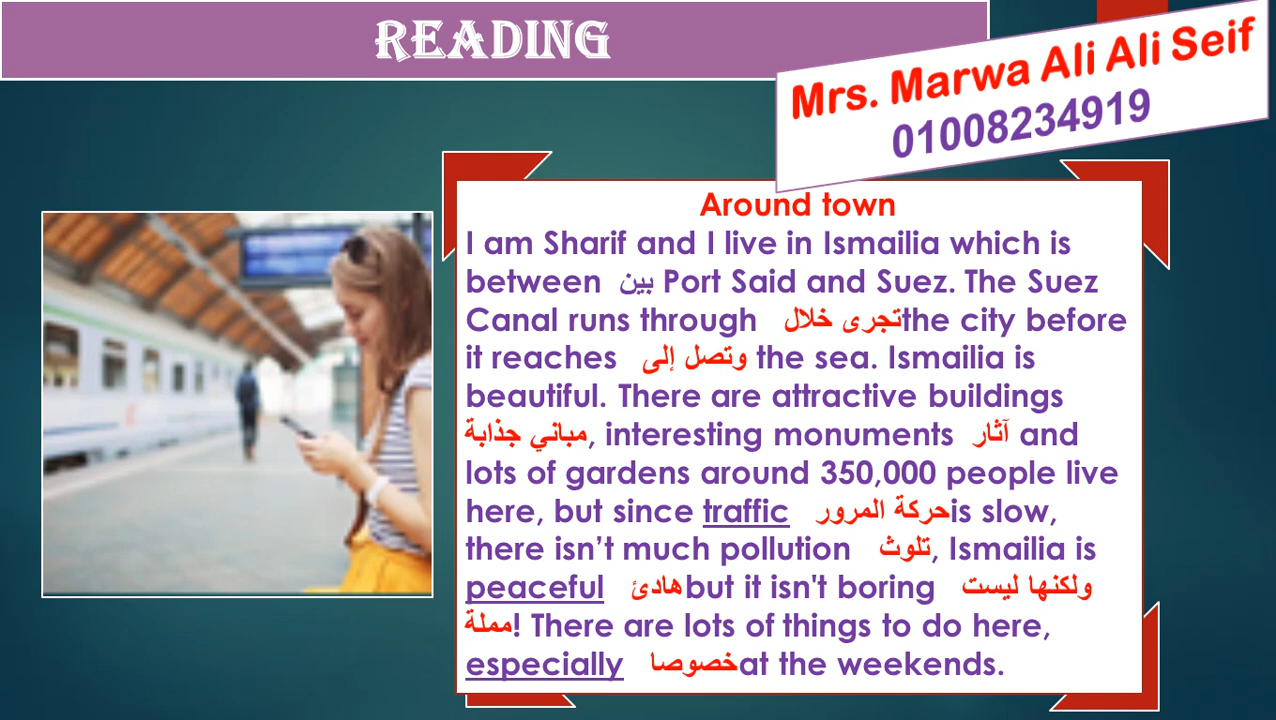 READING
Mrs. Marwa Ali Ali Seif
01008234919
Around town
I am Sharif and I live in Ismailia which is
between بين Port Said and Suez. The Suez
Canal runs through تجرى خلال the city before
it reaches وتصل إلى the sea. Ismailia is
beautiful. There are attractive buildings
مباني جذابة, interesting monuments آثار and
lots of gardens around 350,000 people live
here, but since traffic حركة المرور is slow,
there isn’t much pollution تلوث, Ismailia is
peaceful هادئ but it isn't boring ولكنها ليست
مملة! There are lots of things to do here,
especially خصوصا at the weekends.